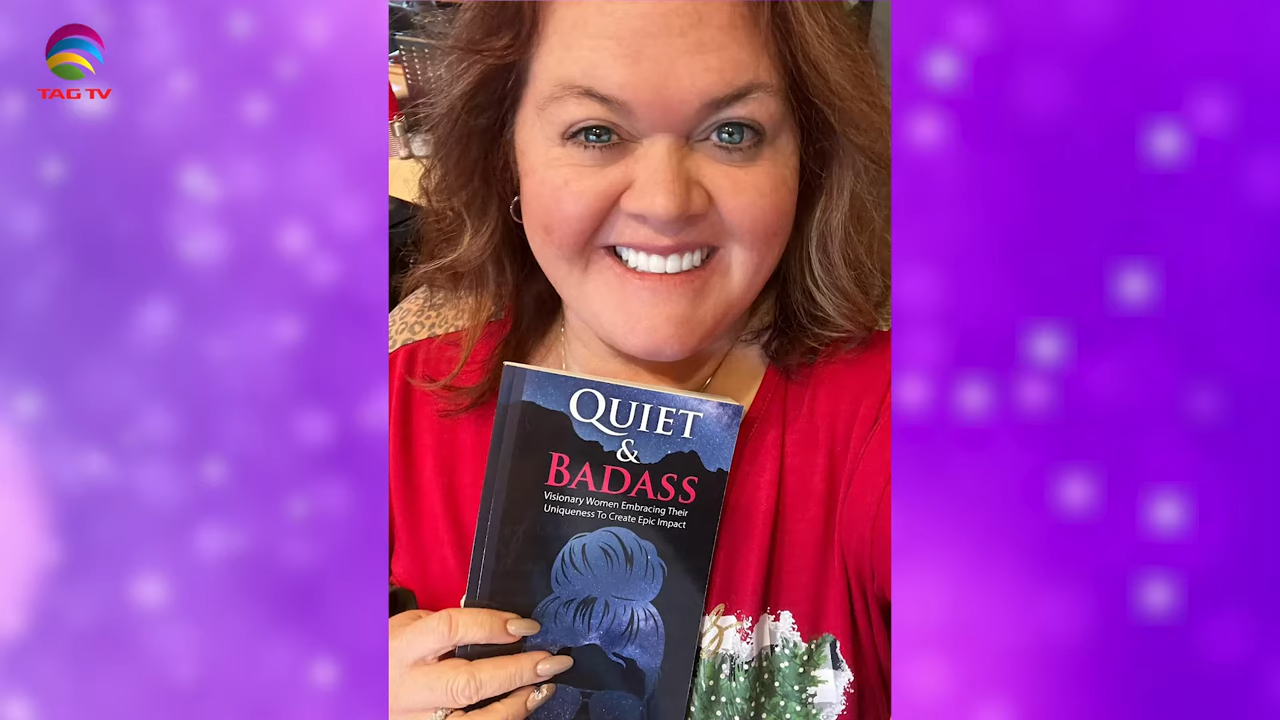 TAG TV
QUIET
&
BADASS
Visionary Women Embracing Their
Uniqueness To Create Epic Impact